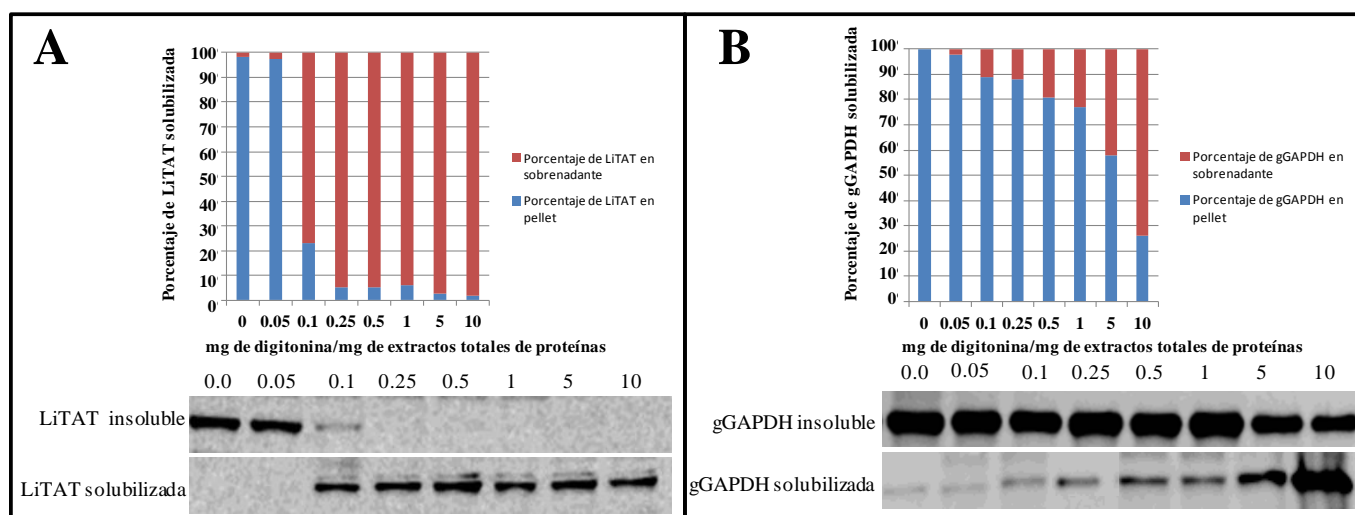 A
Porcentaje de LiTAT solubilizada
100
90
80
70
60
50
40
30
20
10
0
0 0.05 0.1 0.25 0.5 1 5 10
mg de digitonina/mg de extractos totales de proteínas
Porcentaje de LiTAT en
sobrenadante
Porcentaje de LiTAT en
pellet
0.0 0.05 0.1 0.25 0.5 1 5 10
LiTAT insoluble
LiTAT solubilizada
B
Porcentaje de gGAPDH solubilizada
100
90
80
70
60
50
40
30
20
10
0
0 0.05 0.1 0.25 0.5 1 5 10
mg de digitonina/mg de extractos totales de proteínas
Porcentaje de gGAPDH en
sobrenadante
Porcentaje de gGAPDH en
pellet
0.0 0.05 0.1 0.25 0.5 1 5 10
gGAPDH insoluble
gGAPDH solubilizada